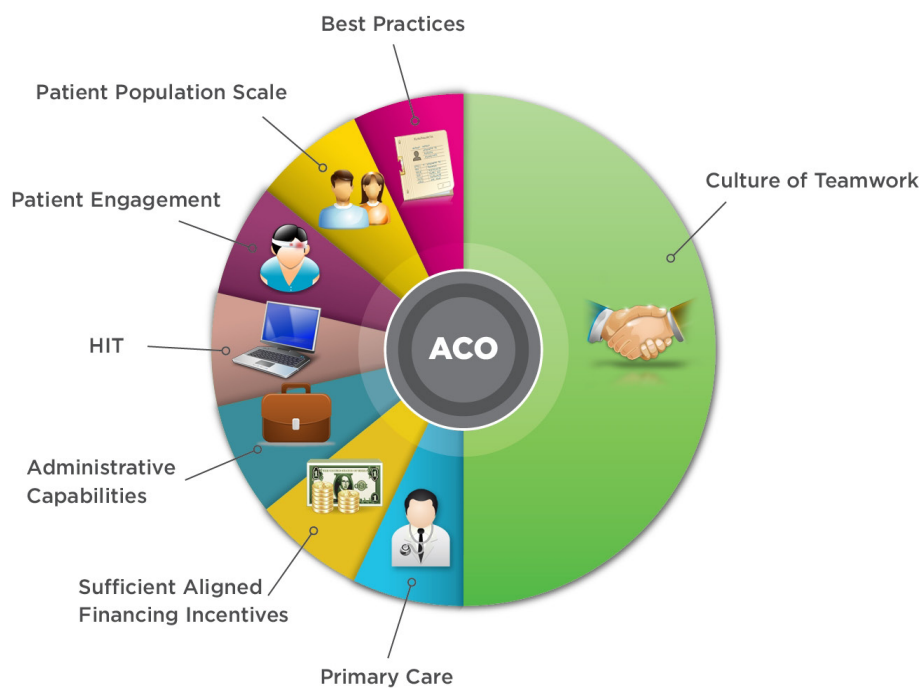 Best Practices
Patient Population Scale
Culture of Teamwork
Patient Engagement
HIT
ACO
Administrative
Capabilities
Sufficient Aligned
Financing Incentives
Primary Care